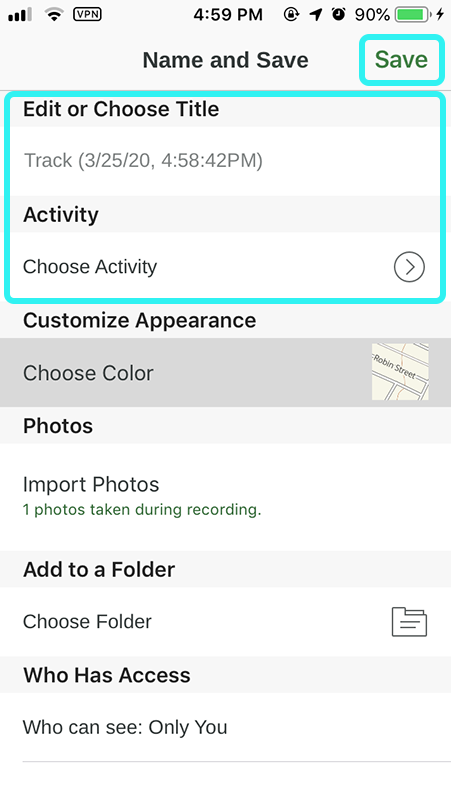 VPN 4:59 PM 90%
Name and Save Save
Edit or Choose Title
Track (3/25/20, 4:58:42PM)
Activity
Choose Activity
Customize Appearance
Choose Color
Robin Street
Photos
Import Photos
1 photos taken during recording.
Add to a Folder
Choose Folder
Who Has Access
Who can see: Only You